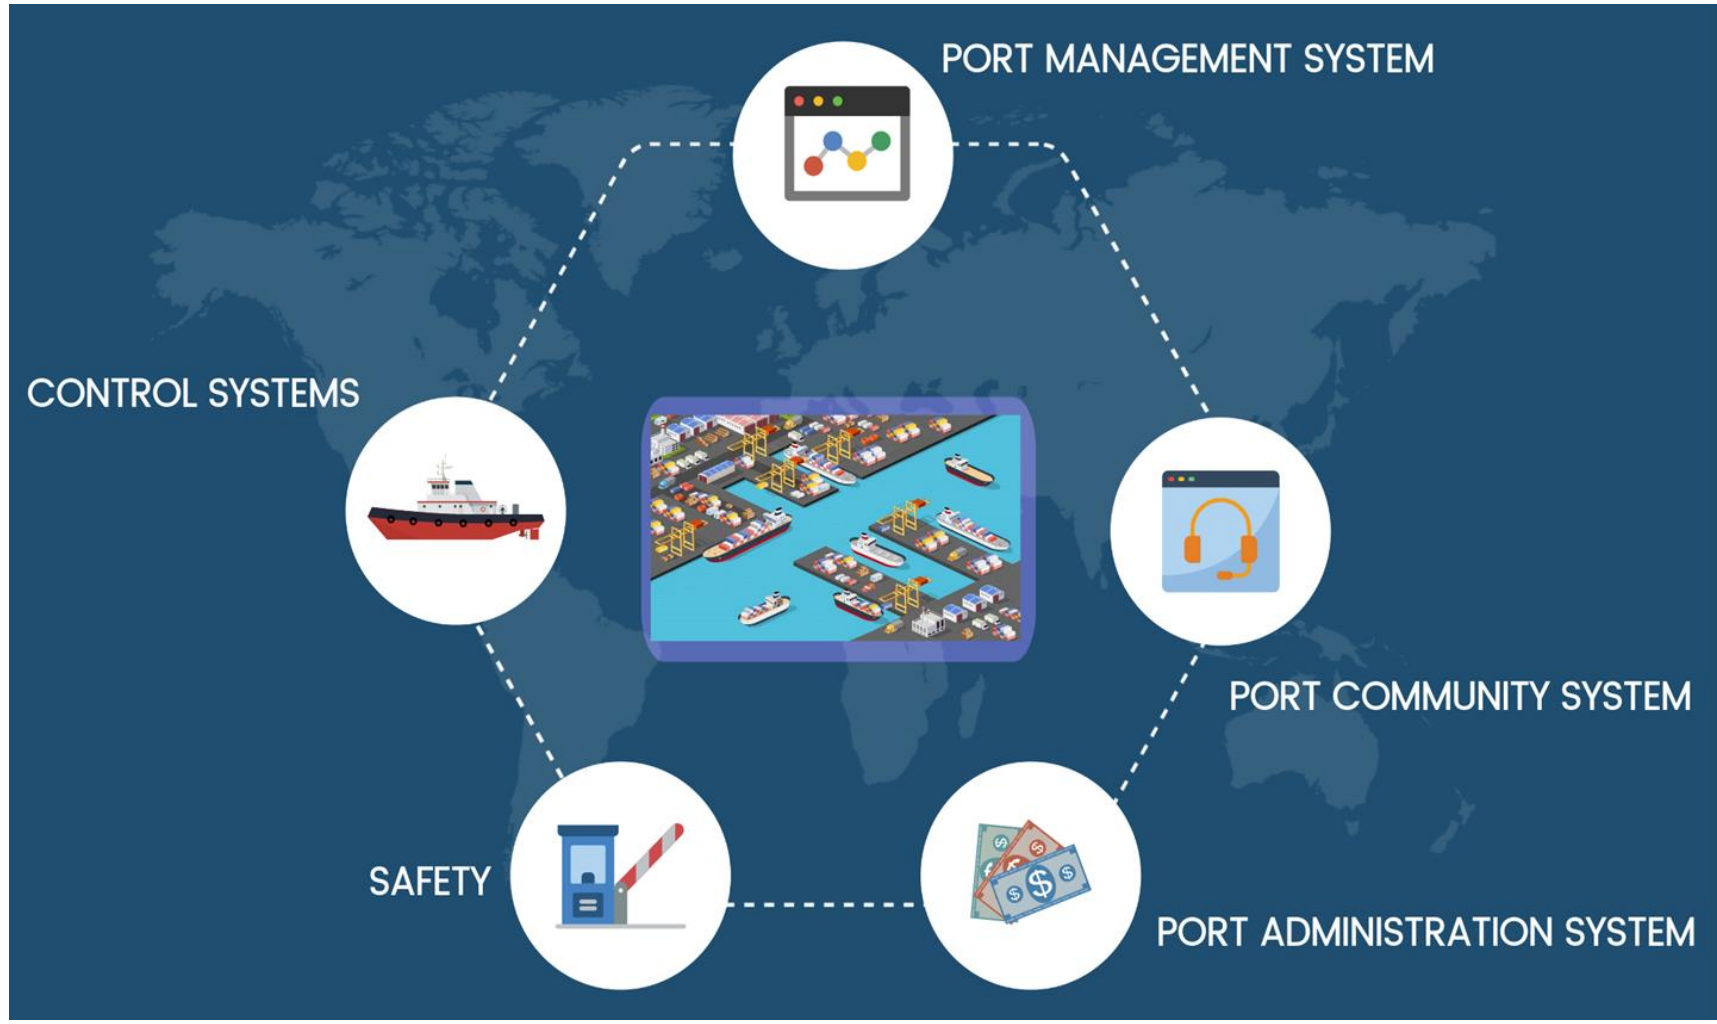 PORT MANAGEMENT SYSTEM
CONTROL SYSTEMS
PORT COMMUNITY SYSTEM
SAFETY
PORT ADMINISTRATION SYSTEM